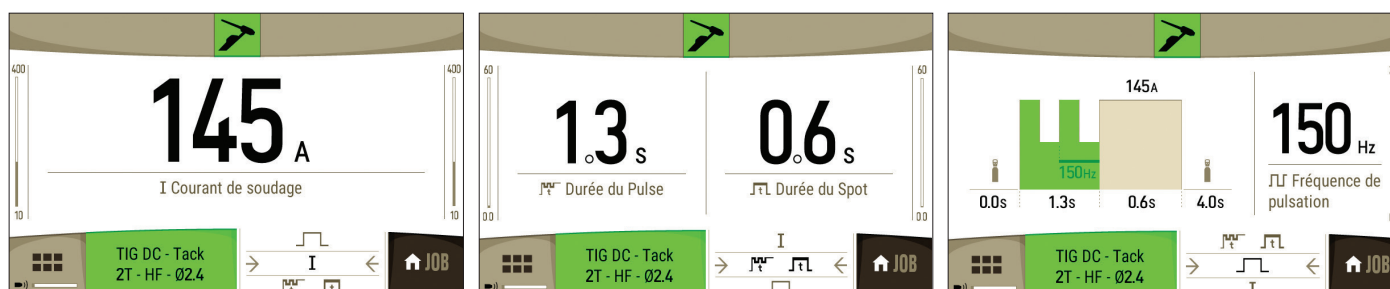 400
400
145 A
I Courant de soudage
10
10
TIG DC - Tack
2T - HF - Ø2.4
I
t
JOB
60
60
1.3 s
0.6 s
t Durée du Pulse
t Durée du Spot
0.0
0.0
TIG DC - Tack
2T - HF - Ø2.4
I
t t
JOB
145A
150Hz
0.0s 1.3s 0.6s 4.0s
150 Hz
Fréquence de
pulsation
TIG DC - Tack
2T - HF - Ø2.4
t t
I
JOB